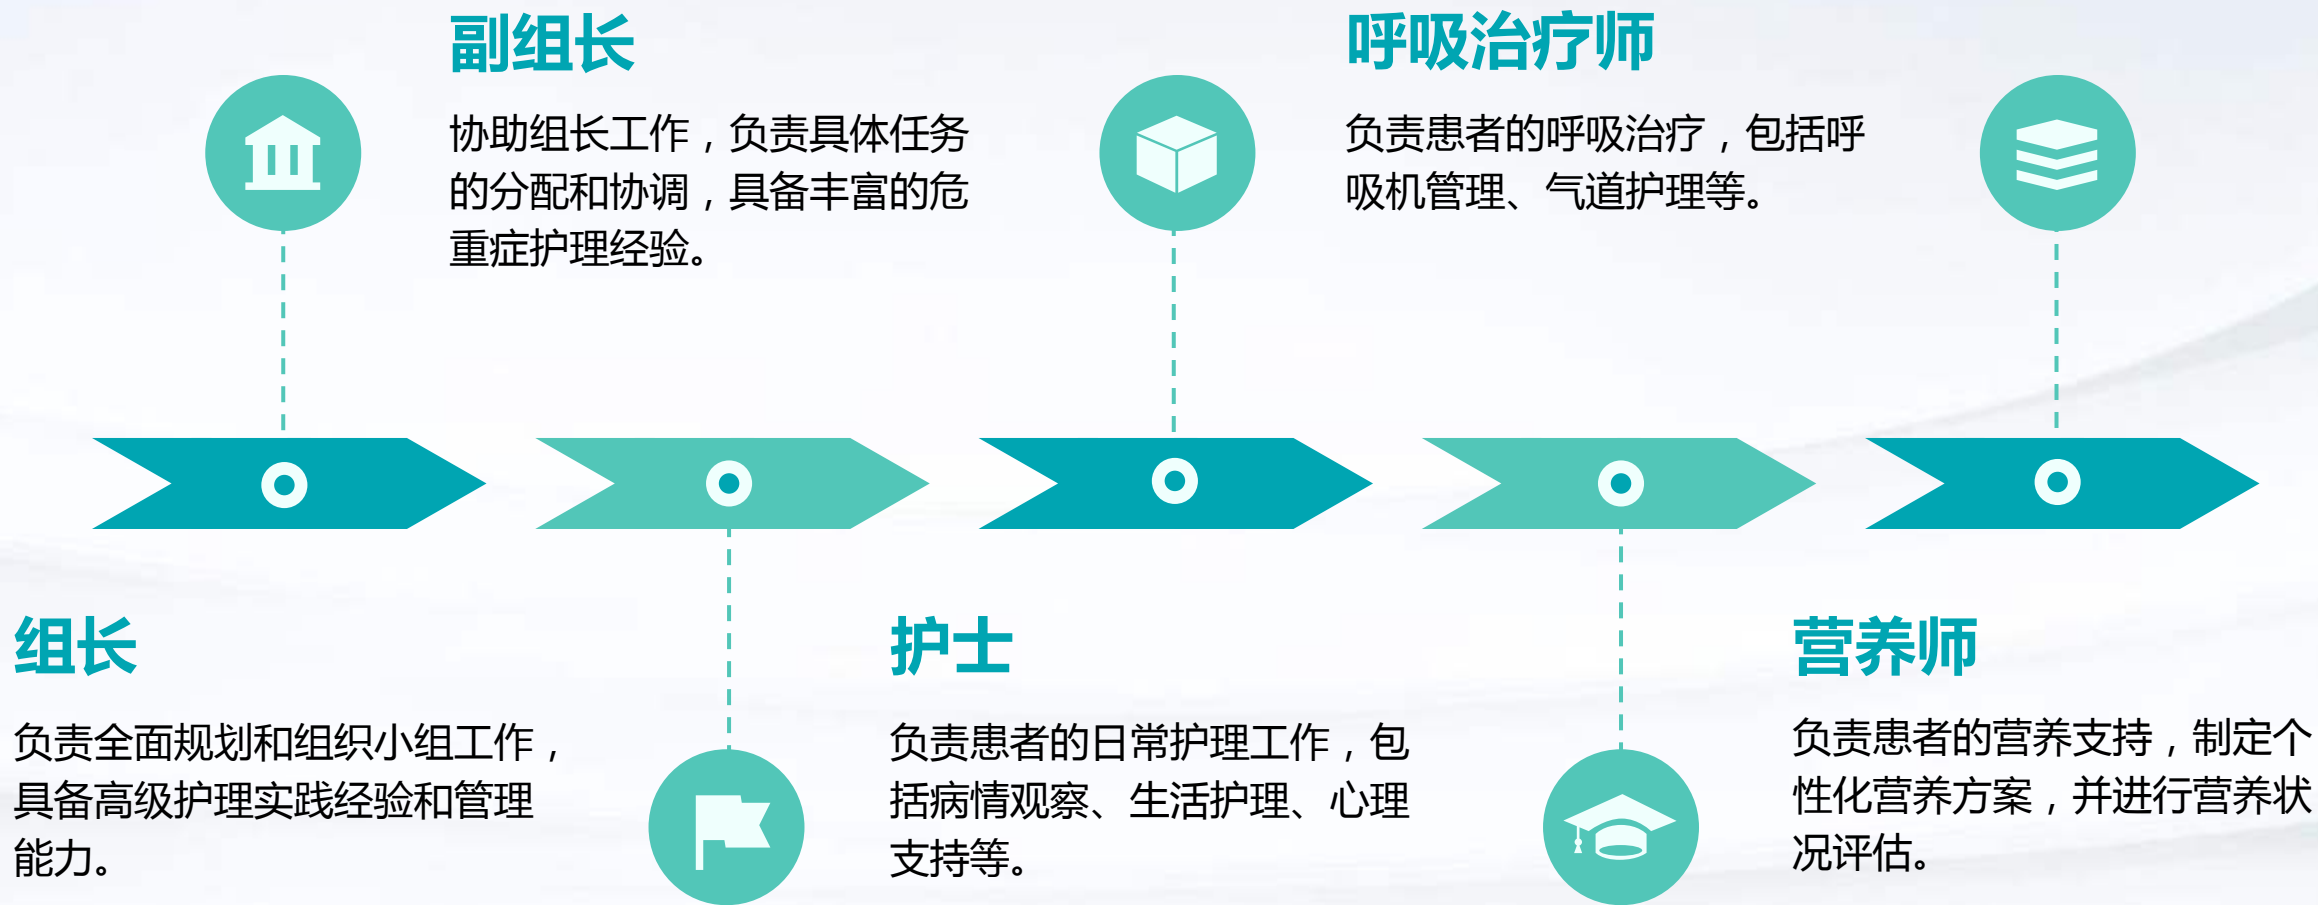 副组长
协助组长工作，负责具体任务
的分配和协调，具备丰富的危
重症护理经验。
呼吸治疗师
负责患者的呼吸治疗，包括呼
吸机管理、气道护理等。
组长
负责全面规划和组织小组工作，
具备高级护理实践经验和管理
能力。
护士
负责患者的日常护理工作，包
括病情观察、生活护理、心理
支持等。
营养师
负责患者的营养支持，制定个
性化营养方案，并进行营养状
况评估。